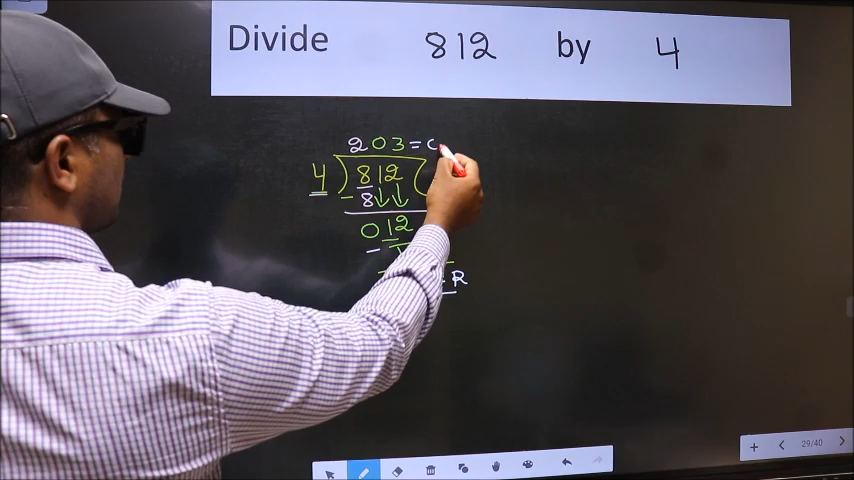 Divide 812 by 4
203 =
4 ) 812 (
- 8 ↓ ↓
012
-
R
29/40